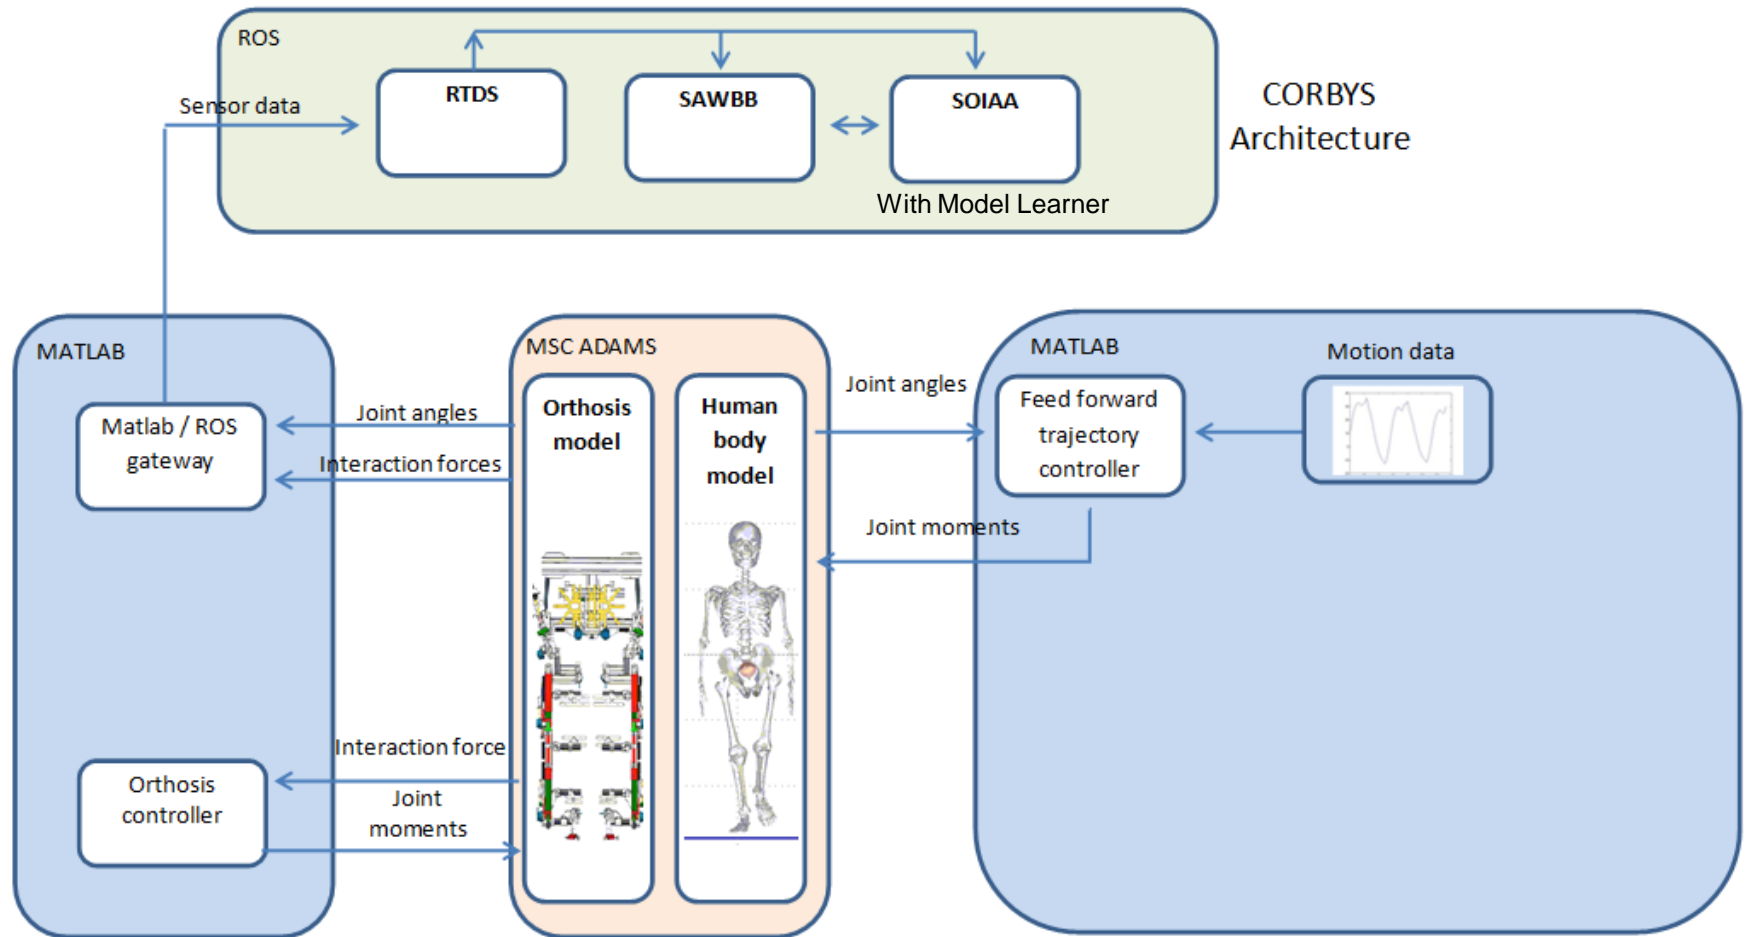 ROS
RTDS
SAWBB
SOIAA
Sensor data
With Model Learner
CORBYS
Architecture
MATLAB
Matlab / ROS
gateway
Joint angles
Interaction forces
Orthosis
controller
Interaction force
Joint
moments
MSC ADAMS
Orthosis
model
Human
body
model
Joint angles
Joint moments
MATLAB
Feed forward
trajectory
controller
Motion data